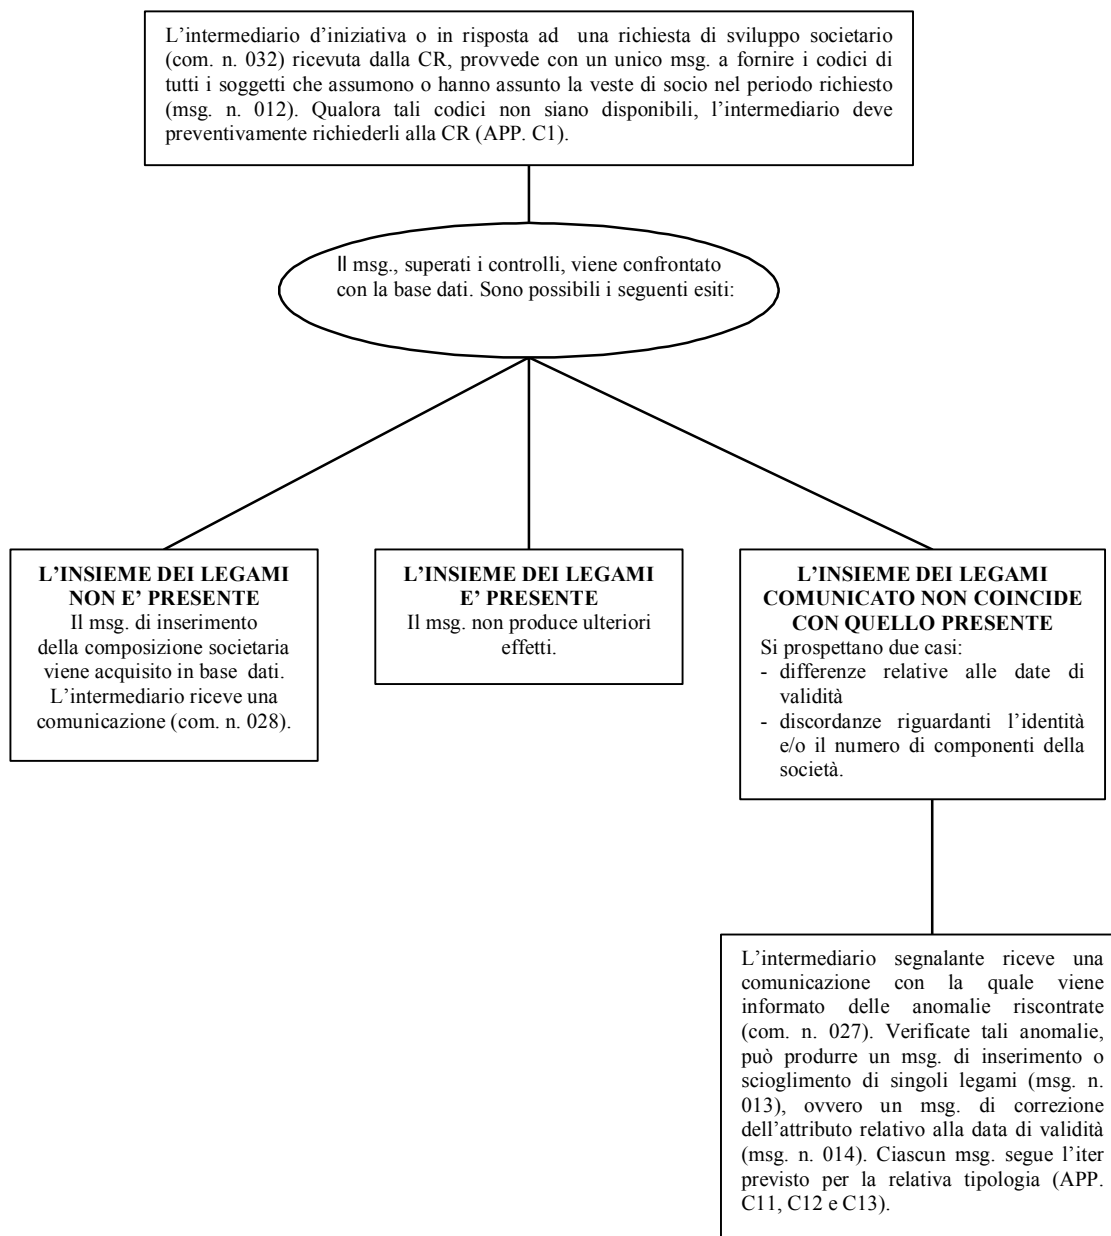 L’intermediario d’iniziativa o in risposta ad una richiesta di sviluppo societario
(com. n. 032) ricevuta dalla CR, provvede con un unico msg. a fornire i codici di
tutti i soggetti che assumono o hanno assunto la veste di socio nel periodo richiesto
(msg. n. 012). Qualora tali codici non siano disponibili, l’intermediario deve
preventivamente richiederli alla CR (APP. C1).
Il msg., superati i controlli, viene confrontato
con la base dati. Sono possibili i seguenti esiti:
L’INSIEME DEI LEGAMI
NON E’ PRESENTE
Il msg. di inserimento
della composizione societaria
viene acquisito in base dati.
L’intermediario riceve una
comunicazione (com. n. 028).
L’INSIEME DEI LEGAMI
E’ PRESENTE
Il msg. non produce ulteriori
effetti.
L’INSIEME DEI LEGAMI
COMUNICATO NON COINCIDE
CON QUELLO PRESENTE
Si prospettano due casi:
- differenze relative alle date di
validità
- discordanze riguardanti l’identità
e/o il numero di componenti della
società.
L’intermediario segnalante riceve una
comunicazione con la quale viene
informato delle anomalie riscontrate
(com. n. 027). Verificate tali anomalie,
può produrre un msg. di inserimento o
scioglimento di singoli legami (msg. n.
013), ovvero un msg. di correzione
dell’attributo relativo alla data di validità
(msg. n. 014). Ciascun msg. segue l’iter
previsto per la relativa tipologia (APP.
C11, C12 e C13).